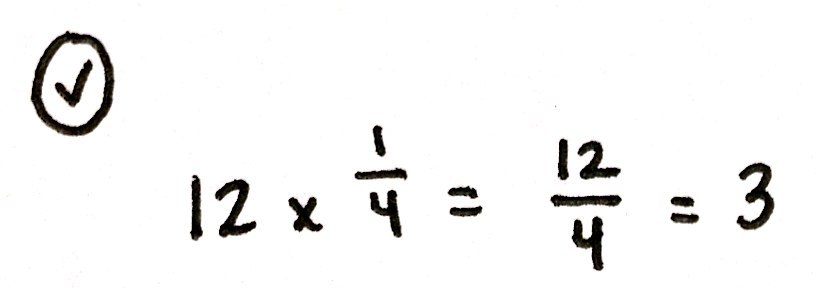 ✓
12 × 1/4 = 12/4 = 3